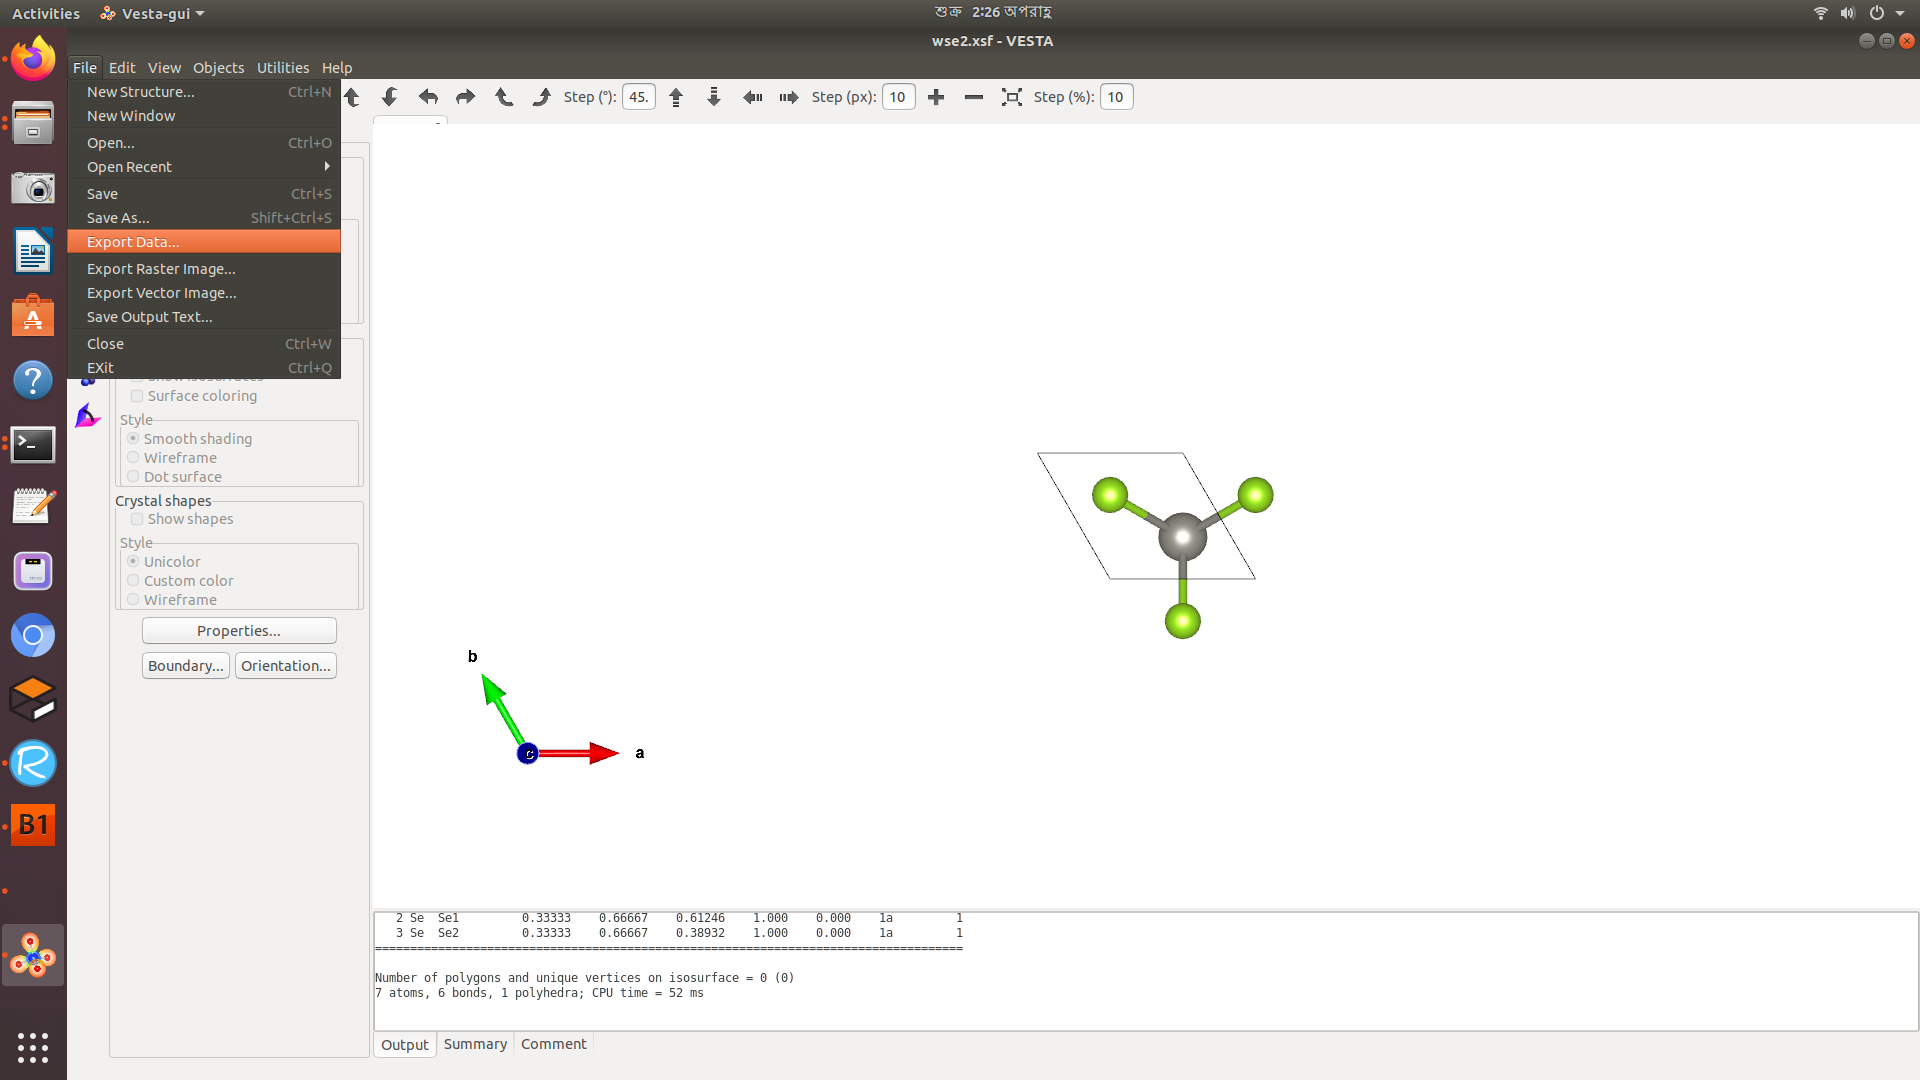 Activities Vesta-gui শুক্র 2:26 অপরাহ্ণ
wse2.xsf - VESTA
File Edit View Objects Utilities Help
New Structure... Ctrl+N
New Window
Open... Ctrl+O
Open Recent
Save Ctrl+S
Save As... Shift+Ctrl+S
Export Data...
Export Raster Image...
Export Vector Image...
Save Output Text...
Close Ctrl+W
EXit Ctrl+Q
Step (°): 45. Step (px): 10 Step (%): 10
Surface coloring
Style
Smooth shading
Wireframe
Dot surface
Crystal shapes
Show shapes
Style
Unicolor
Custom color
Wireframe
Properties...
Boundary... Orientation...
b
c
a
2 Se Se1 0.33333 0.66667 0.61246 1.000 0.000 1a 1
3 Se Se2 0.33333 0.66667 0.38932 1.000 0.000 1a 1
Number of polygons and unique vertices on isosurface = 0 (0)
7 atoms, 6 bonds, 1 polyhedra; CPU time = 52 ms
Output Summary Comment
B1